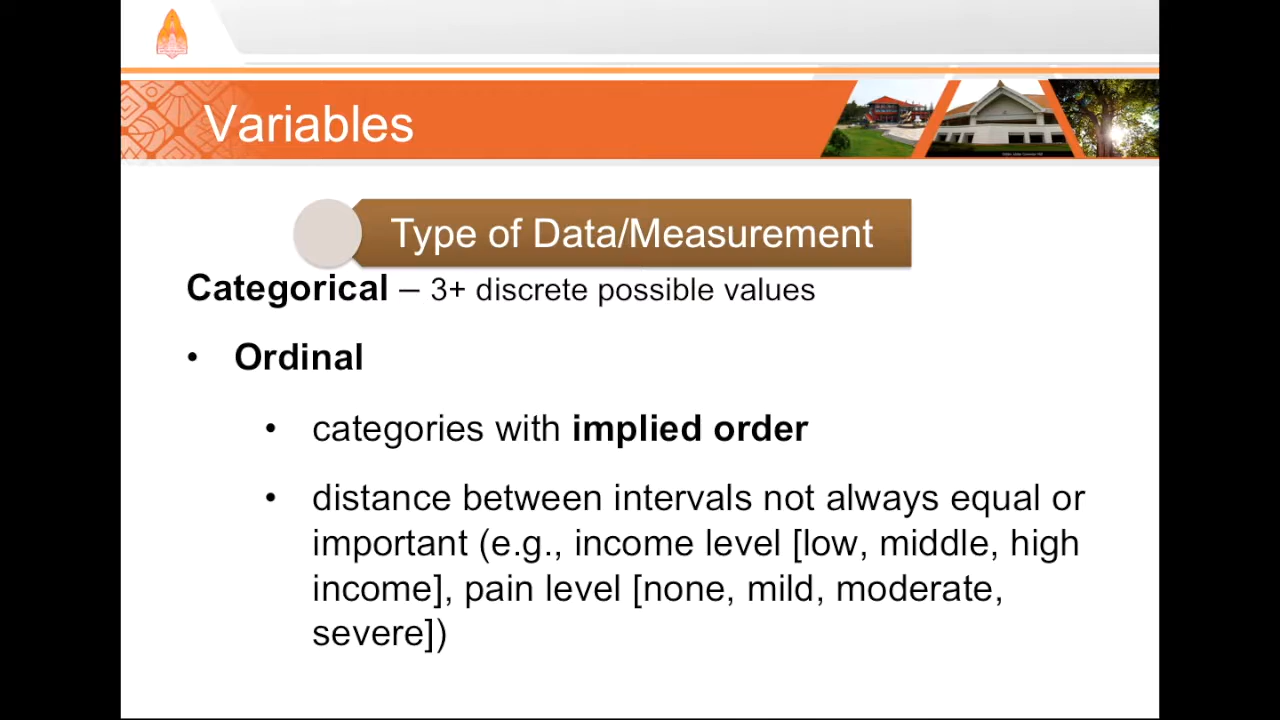 Variables
Type of Data/Measurement
Categorical – 3+ discrete possible values
• Ordinal
• categories with implied order
• distance between intervals not always equal or
important (e.g., income level [low, middle, high
income], pain level [none, mild, moderate,
severe])